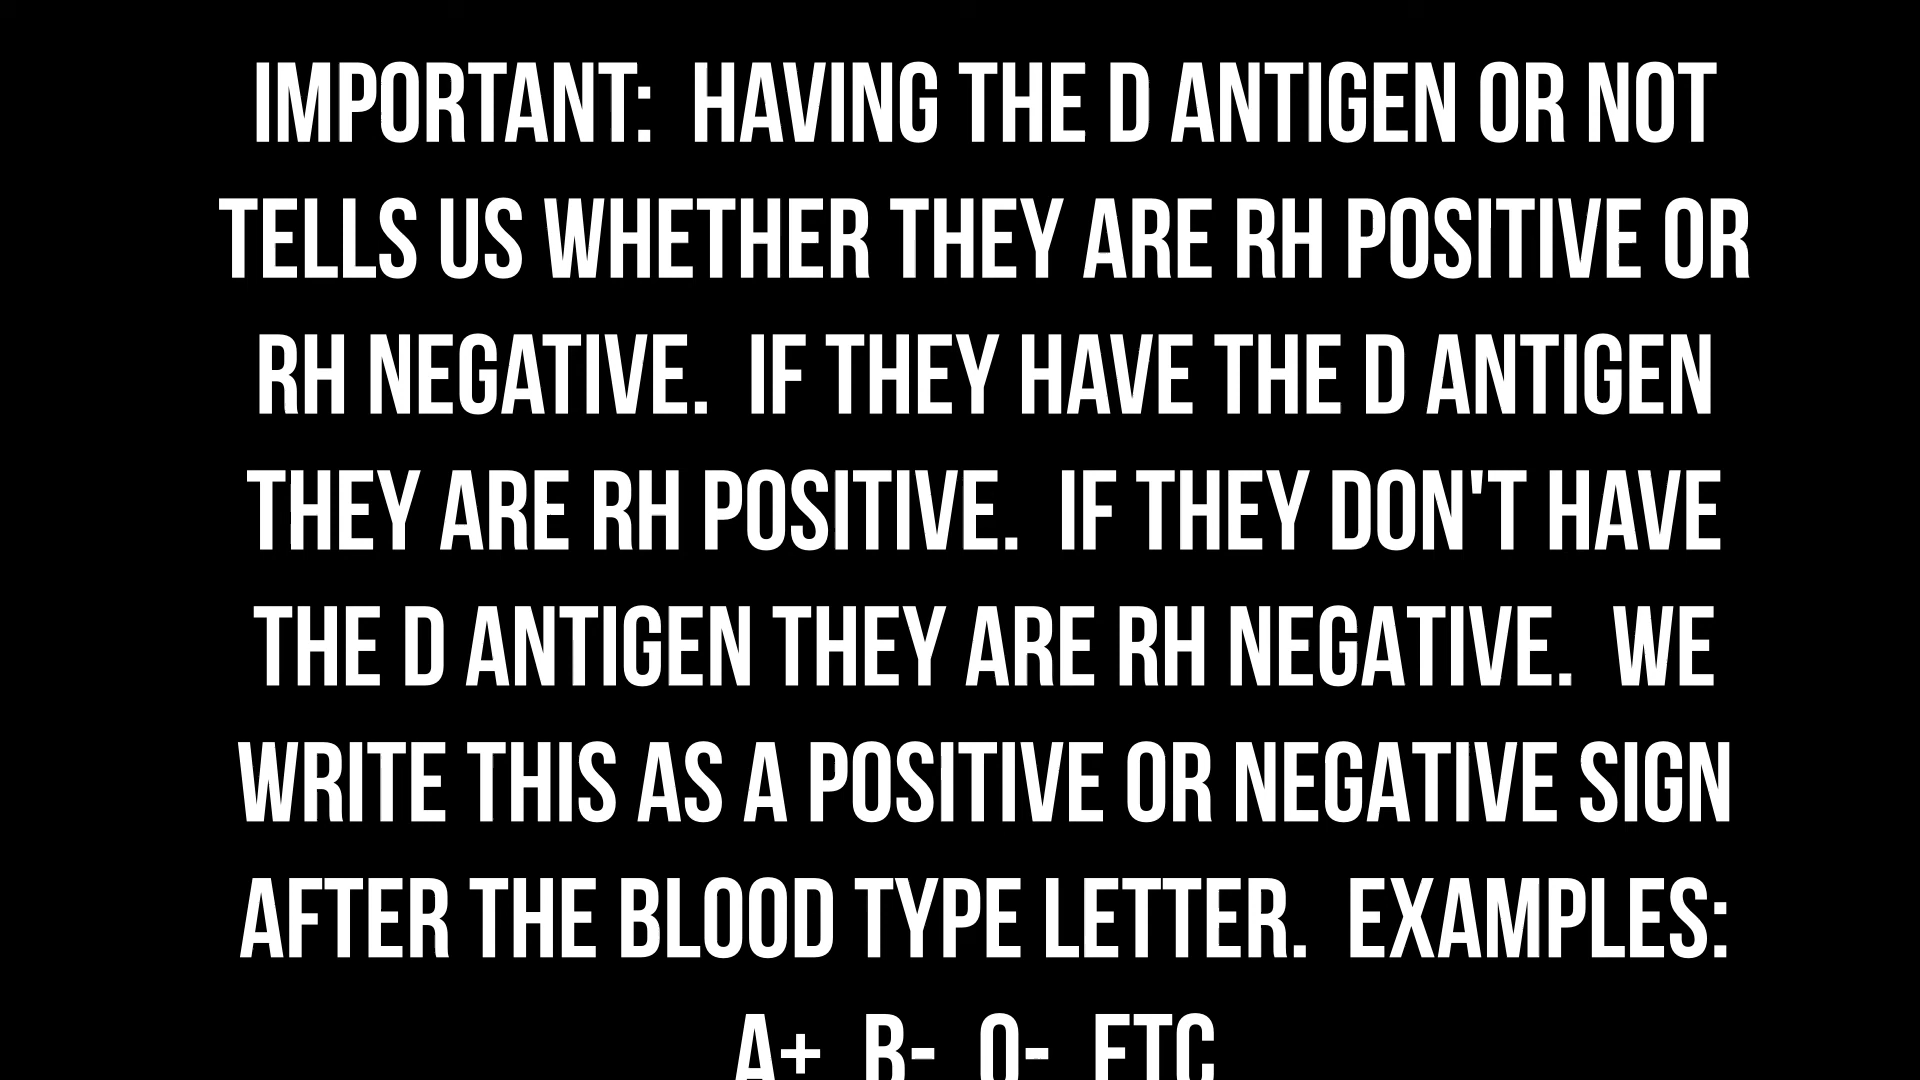 IMPORTANT: HAVING THE D ANTIGEN OR NOT
TELLS US WHETHER THEY ARE RH POSITIVE OR
RH NEGATIVE. IF THEY HAVE THE D ANTIGEN
THEY ARE RH POSITIVE. IF THEY DON'T HAVE
THE D ANTIGEN THEY ARE RH NEGATIVE. WE
WRITE THIS AS A POSITIVE OR NEGATIVE SIGN
AFTER THE BLOOD TYPE LETTER. EXAMPLES:
A+ B- O- ETC